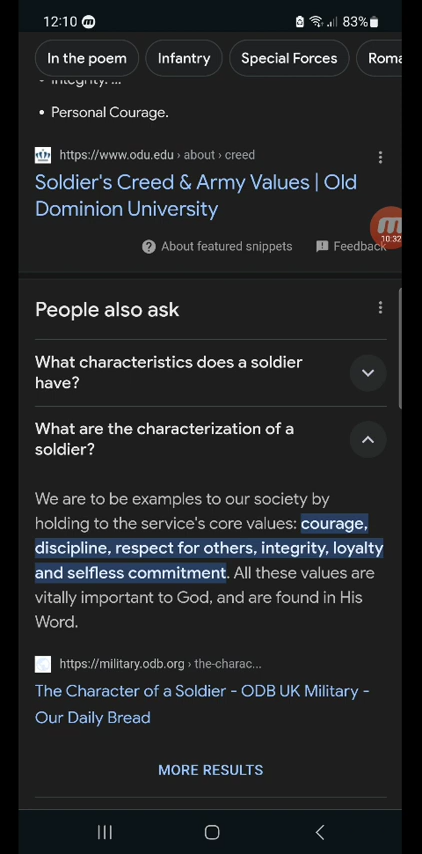 12:10
83%
In the poem
Infantry
Special Forces
Roma
• Integrity. ...
• Personal Courage.
https://www.odu.edu › about › creed
Soldier's Creed & Army Values | Old
Dominion University
About featured snippets
Feedback
10:32
People also ask
What characteristics does a soldier
have?
What are the characterization of a
soldier?
We are to be examples to our society by
holding to the service's core values: courage,
discipline, respect for others, integrity, loyalty
and selfless commitment. All these values are
vitally important to God, and are found in His
Word.
https://military.odb.org › the-charac...
The Character of a Soldier - ODB UK Military -
Our Daily Bread
MORE RESULTS